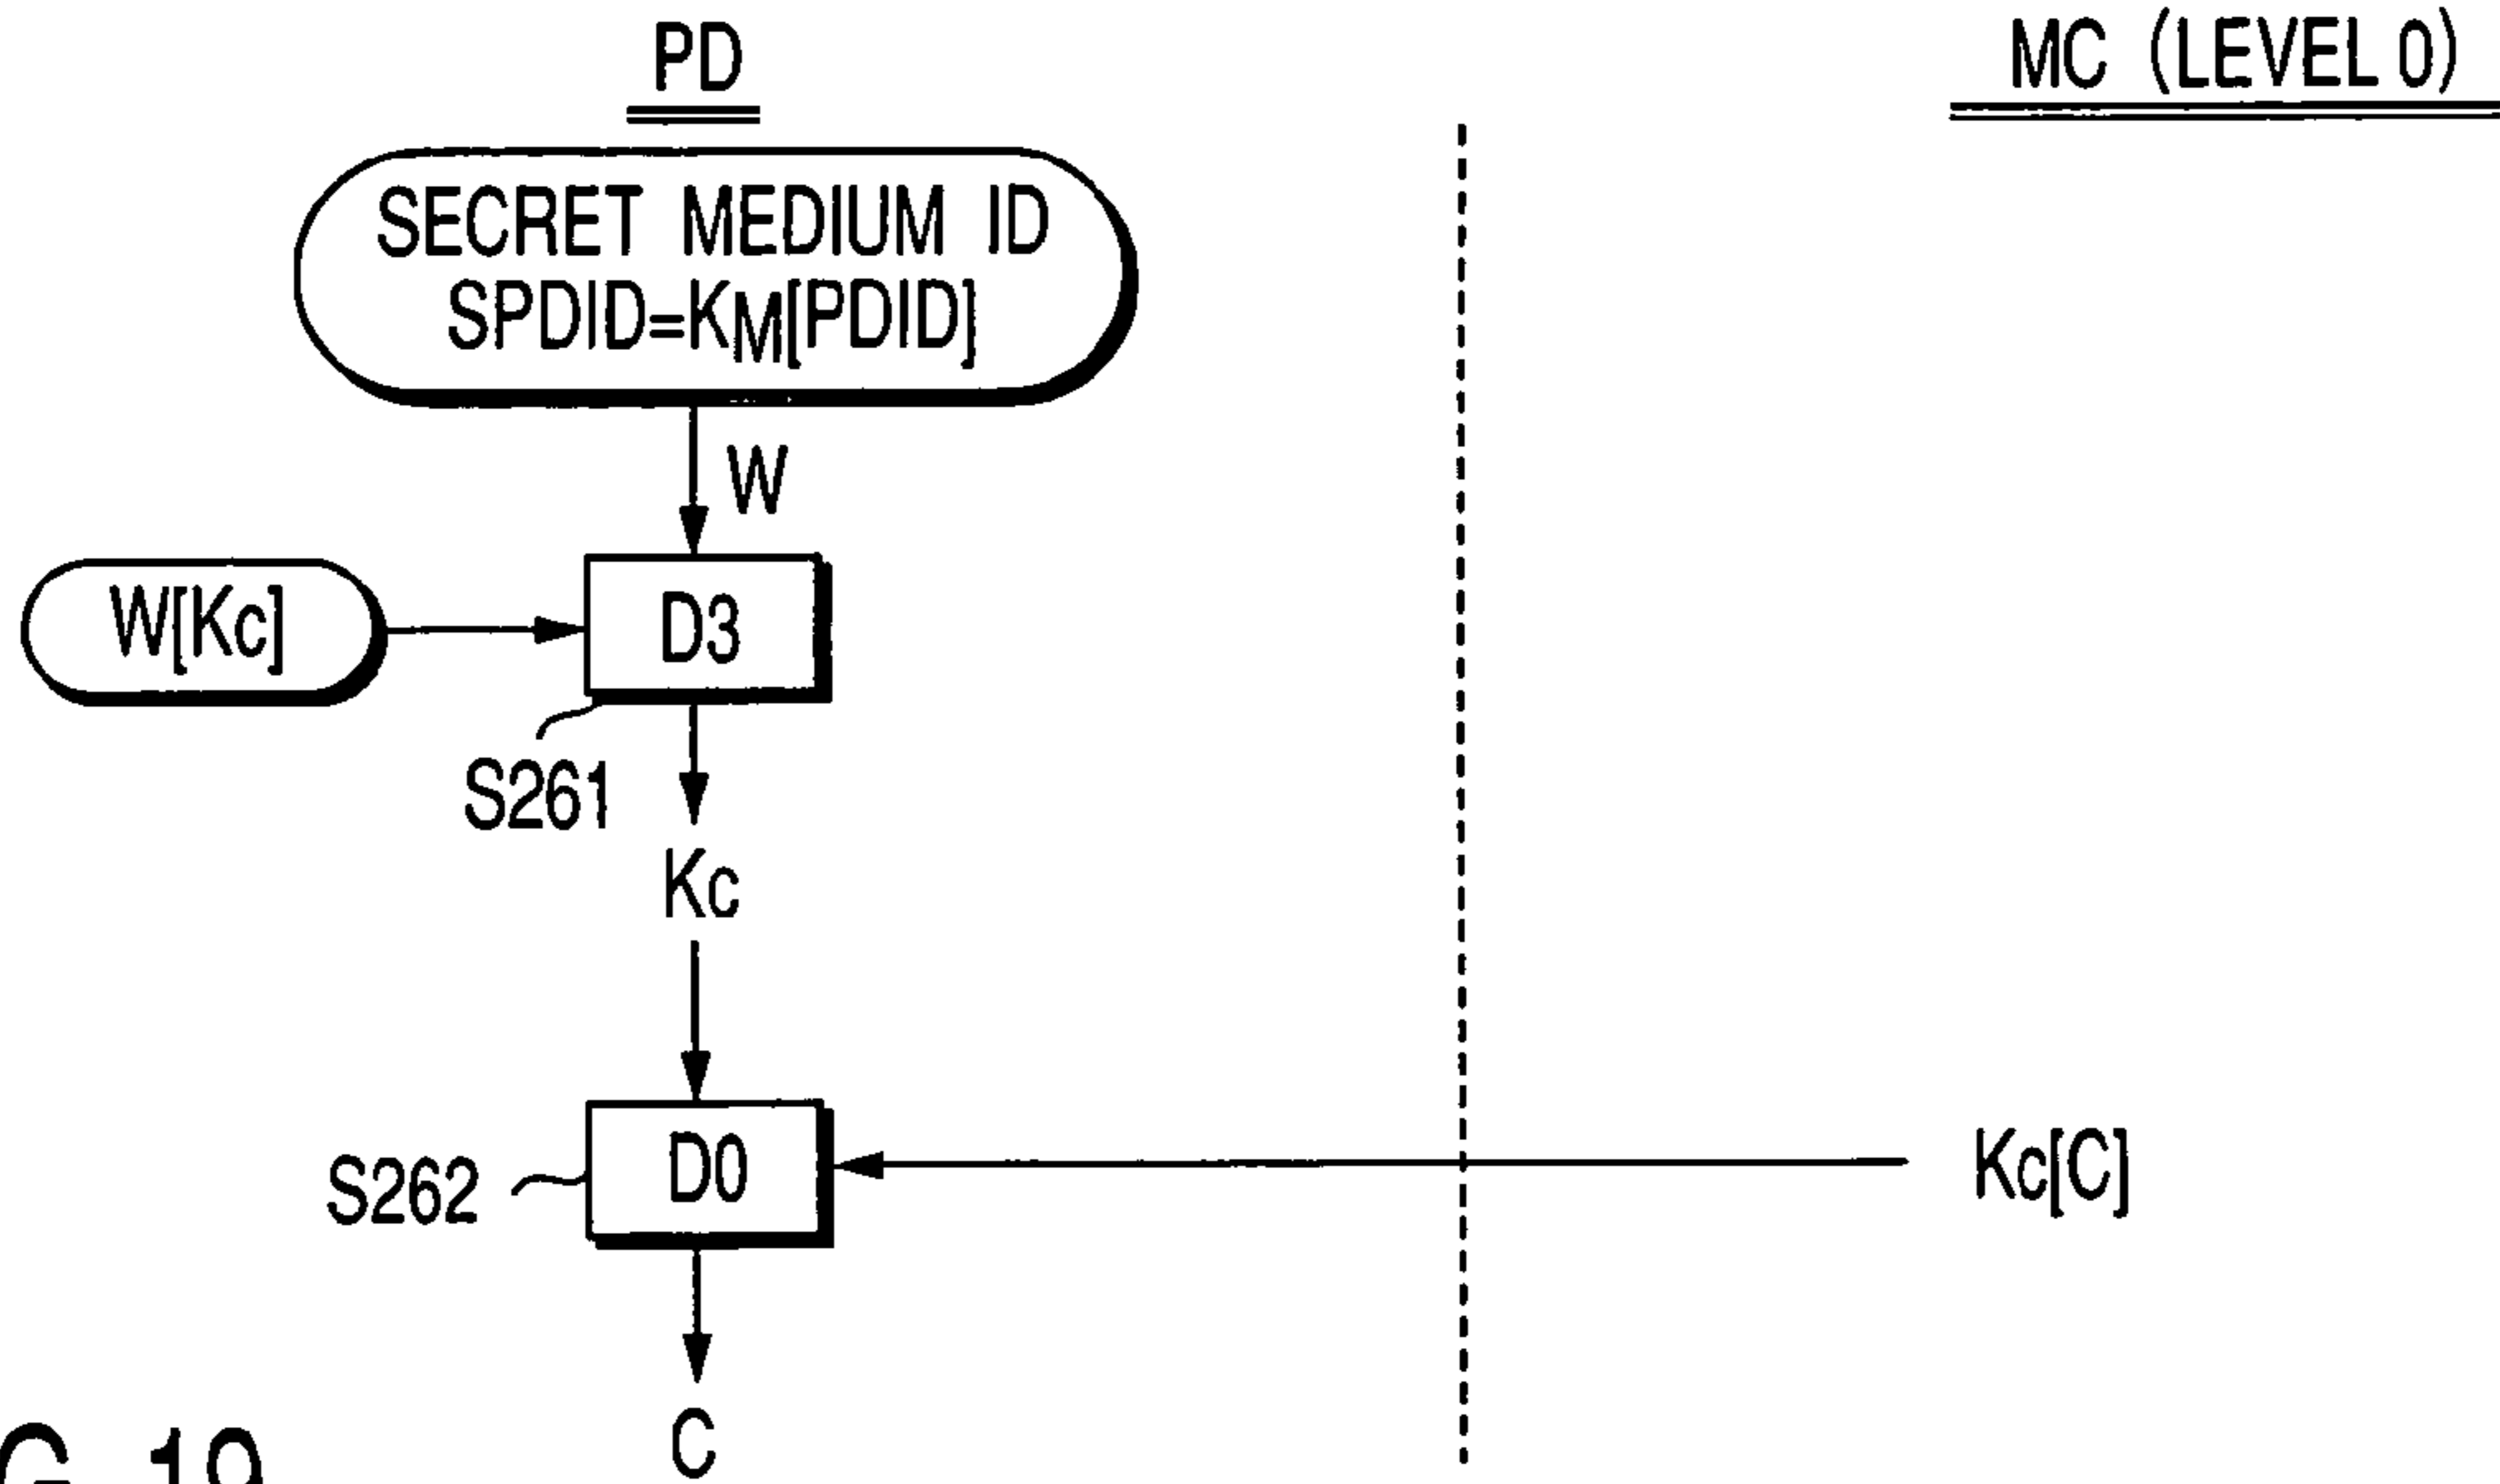 PD
MC (LEVEL 0)
SECRET MEDIUM ID
SPDID=KM[PDID]
W
W[Kc]
D3
S261
Kc
D0
Kc[C]
S262
C